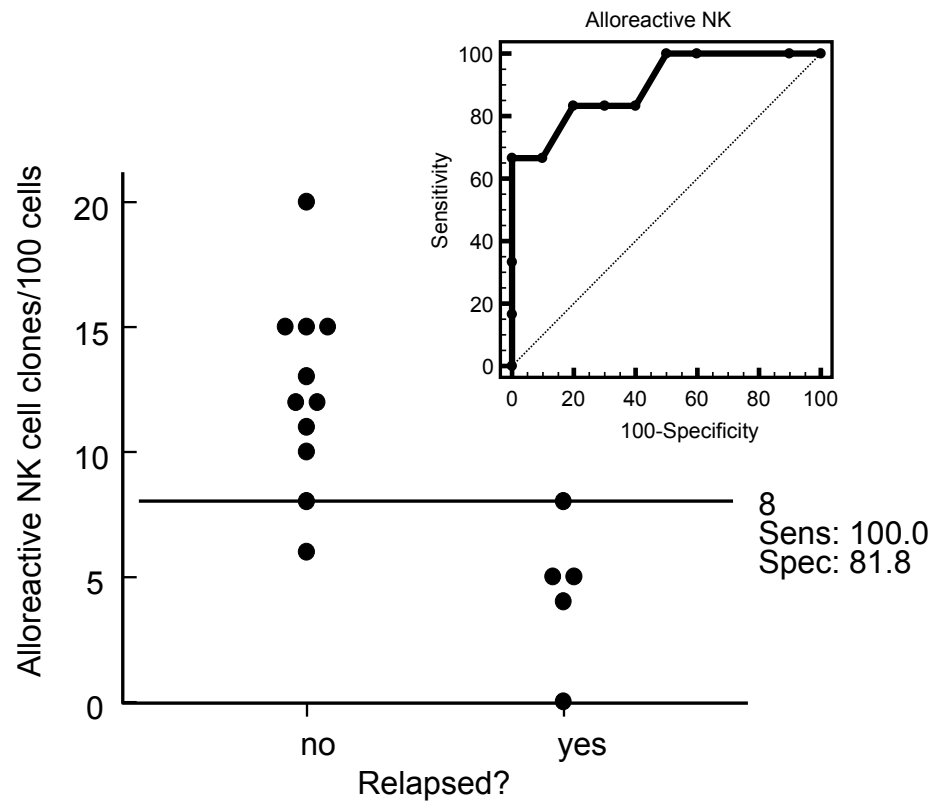 Alloreactive NK
100
80
60
40
20
0
Sensitivity
0 20 40 60 80 100
100-Specificity
Alloreactive NK cell clones/100 cells
20
15
10
5
0
8
Sens: 100.0
Spec: 81.8
no yes
Relapsed?